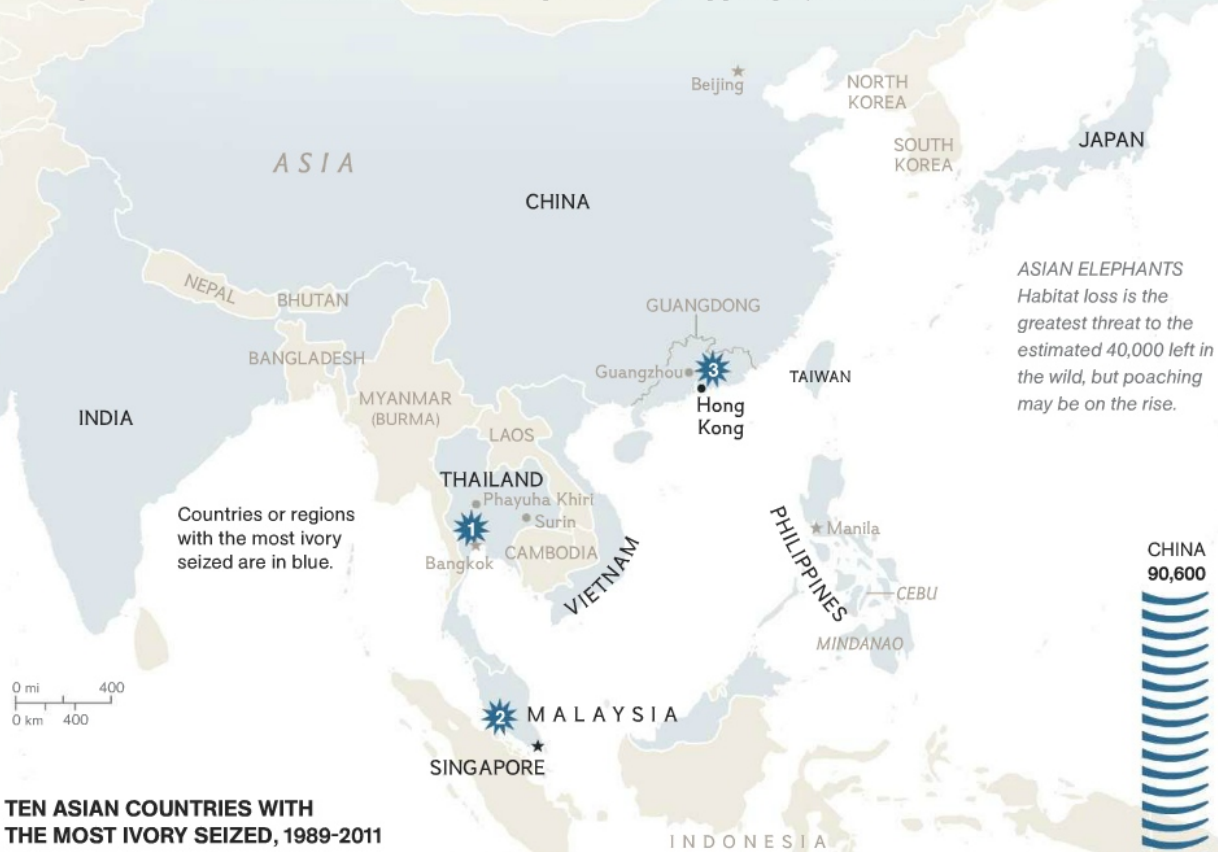 Beijing
NORTH
KOREA
SOUTH
KOREA
JAPAN
ASIA
CHINA
NEPAL
BHUTAN
BANGLADESH
INDIA
MYANMAR
(BURMA)
LAOS
GUANGDONG
Guangzhou
3
Hong
Kong
TAIWAN
ASIAN ELEPHANTS
Habitat loss is the
greatest threat to the
estimated 40,000 left in
the wild, but poaching
may be on the rise.
THAILAND
Phayuha Khiri
Surin
1
Bangkok
CAMBODIA
VIETNAM
Countries or regions
with the most ivory
seized are in blue.
PHILIPPINES
Manila
CEBU
MINDANAO
CHINA
90,600
0 mi 400
0 km 400
2 MALAYSIA
SINGAPORE
INDONESIA
TEN ASIAN COUNTRIES WITH
THE MOST IVORY SEIZED, 1989-2011